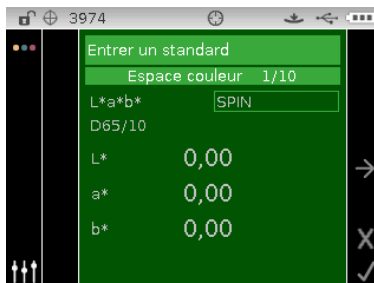 3974
Entrer un standard
Espace couleur 1/10
L*a*b* SPIN
D65/10
L* 0,00
a* 0,00
b* 0,00